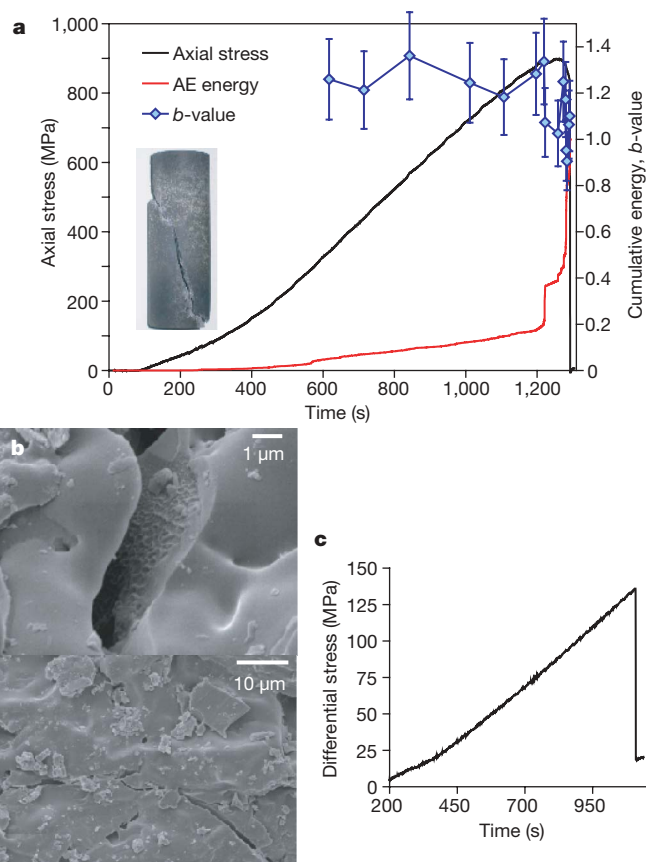 a
Axial stress
AE energy
b-value
1,000
800
600
400
200
0
Axial stress (MPa)
1.4
1.2
1.0
0.8
0.6
0.4
0.2
0
Cumulative energy, b-value
0 200 400 600 800 1,000 1,200
Time (s)
b
1 µm
10 µm
c
150
125
100
75
50
25
0
Differential stress (MPa)
200 450 700 950
Time (s)